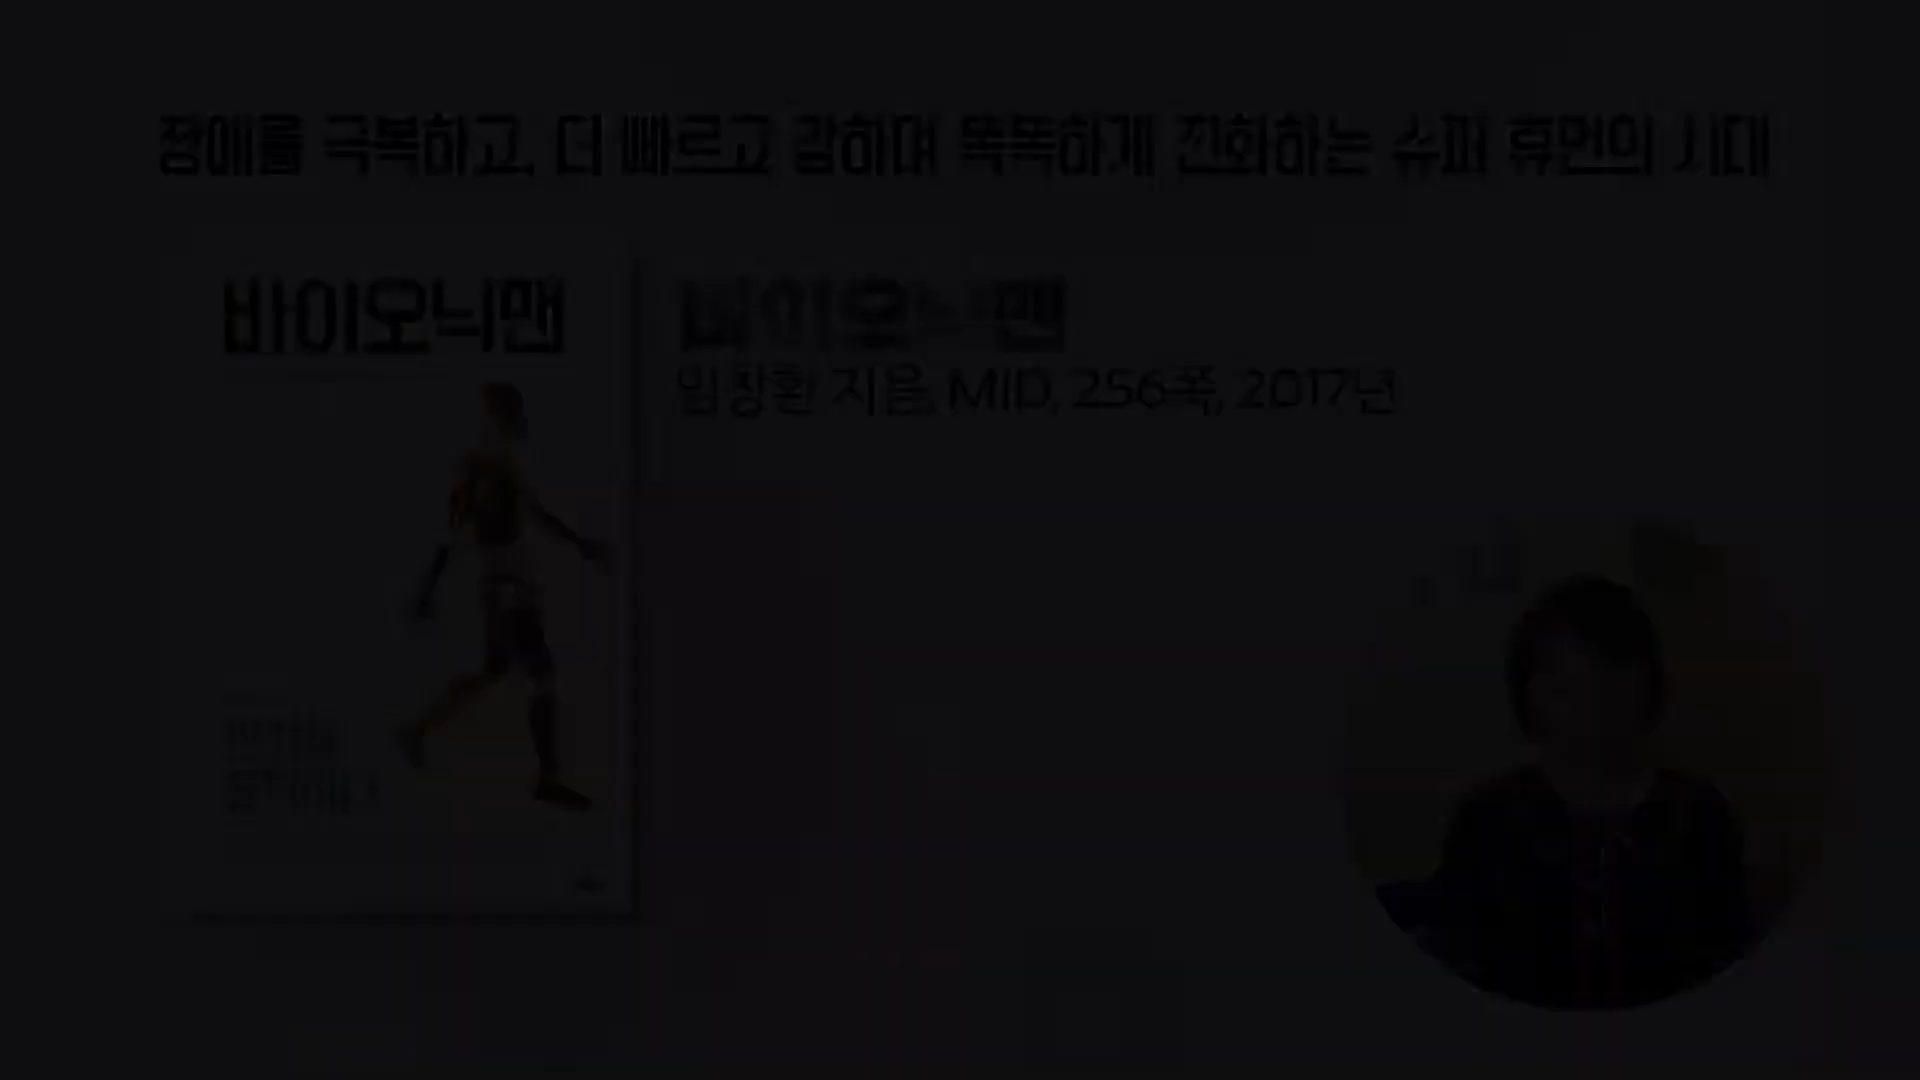 장애를 극복하고, 더 빠르고 강하며 똑똑하게 진화하는 슈퍼 휴먼의 시대
바이오닉맨
바이오닉맨
임창환 지음, MID, 256쪽, 2017년